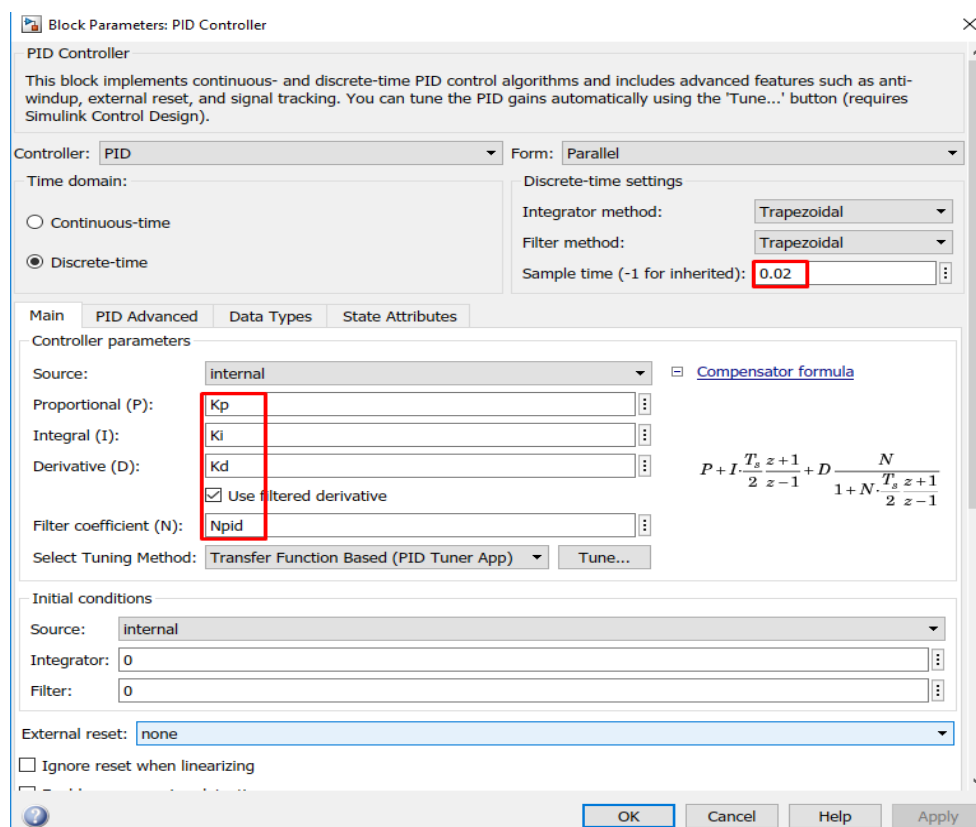 Block Parameters: PID Controller
PID Controller
This block implements continuous- and discrete-time PID control algorithms and includes advanced features such as anti-
windup, external reset, and signal tracking. You can tune the PID gains automatically using the 'Tune...' button (requires
Simulink Control Design).
Controller: PID Form: Parallel
Time domain: Discrete-time settings
Continuous-time Integrator method: Trapezoidal
Filter method: Trapezoidal
Discrete-time Sample time (-1 for inherited): 0.02
Main PID Advanced Data Types State Attributes
Controller parameters
Source: internal Compensator formula
Proportional (P): Kp
Integral (I): Ki
Derivative (D): Kd
P + I·T_s/2 z+1/z−1 + D N/1+N·T_s/2 z+1/z−1
Use filtered derivative
Filter coefficient (N): Npid
Select Tuning Method: Transfer Function Based (PID Tuner App) Tune...
Initial conditions
Source: internal
Integrator: 0
Filter: 0
External reset: none
Ignore reset when linearizing
OK Cancel Help Apply